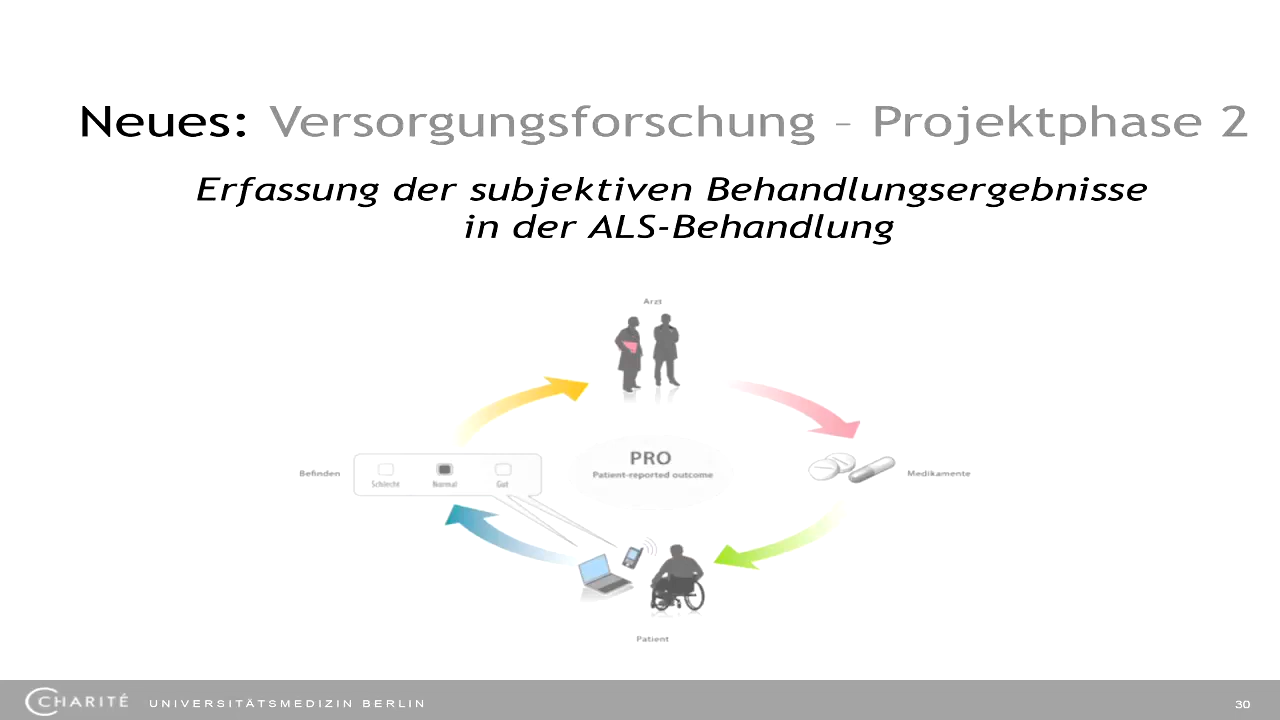 Neues: Versorgungsforschung – Projektphase 2
Erfassung der subjektiven Behandlungsergebnisse
in der ALS-Behandlung
Arzt
PRO
Patient-reported outcome
Befinden
Schlecht Normal Gut
Medikamente
Patient
CHARITÉ UNIVERSITÄTSMEDIZIN BERLIN 30